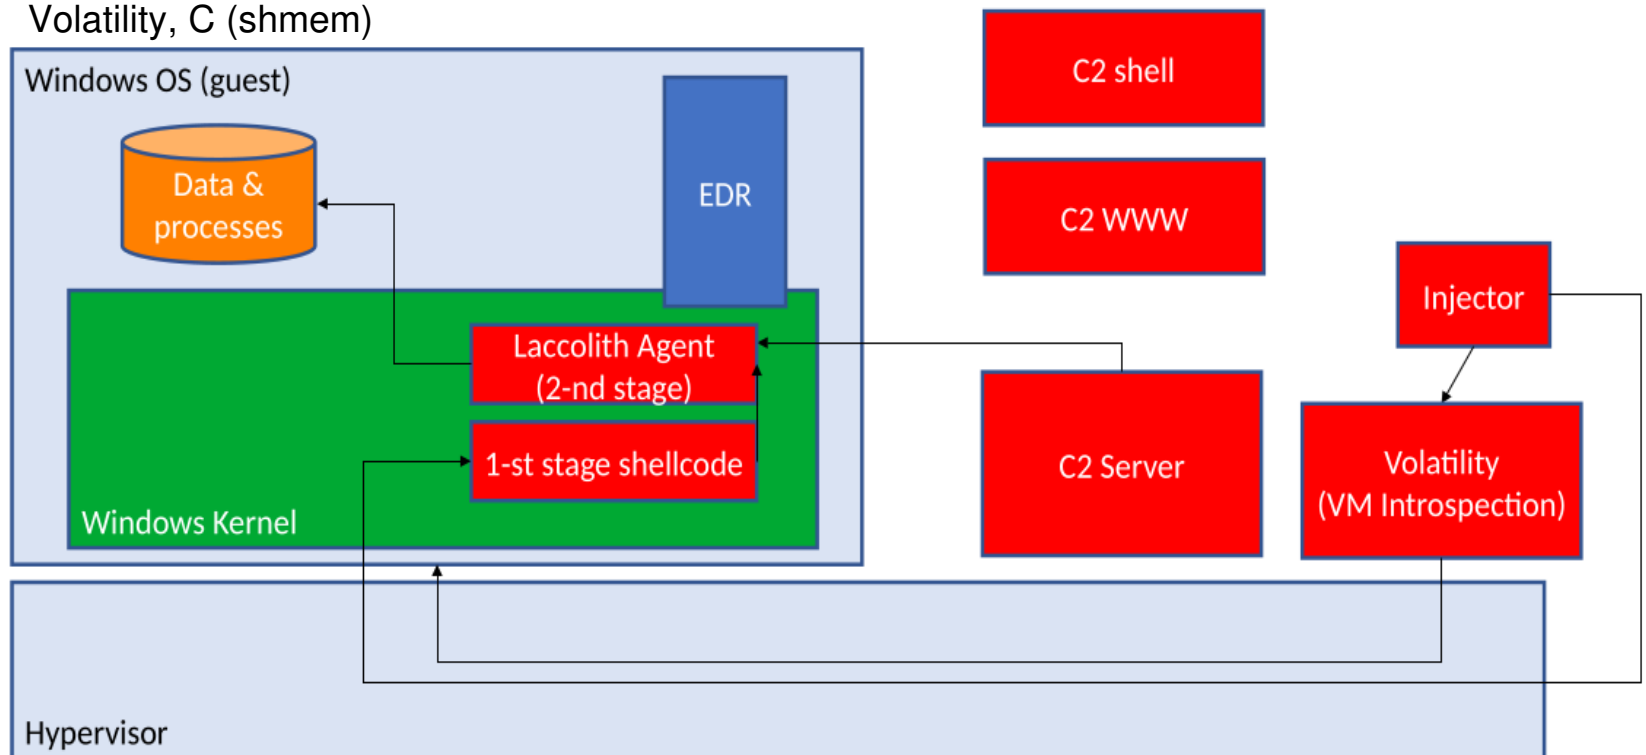 Volatility, C (shmem)
Windows OS (guest)
Data &
processes
EDR
Laccolith Agent
(2-nd stage)
1-st stage shellcode
Windows Kernel
C2 shell
C2 WWW
C2 Server
Injector
Volatility
(VM Introspection)
Hypervisor